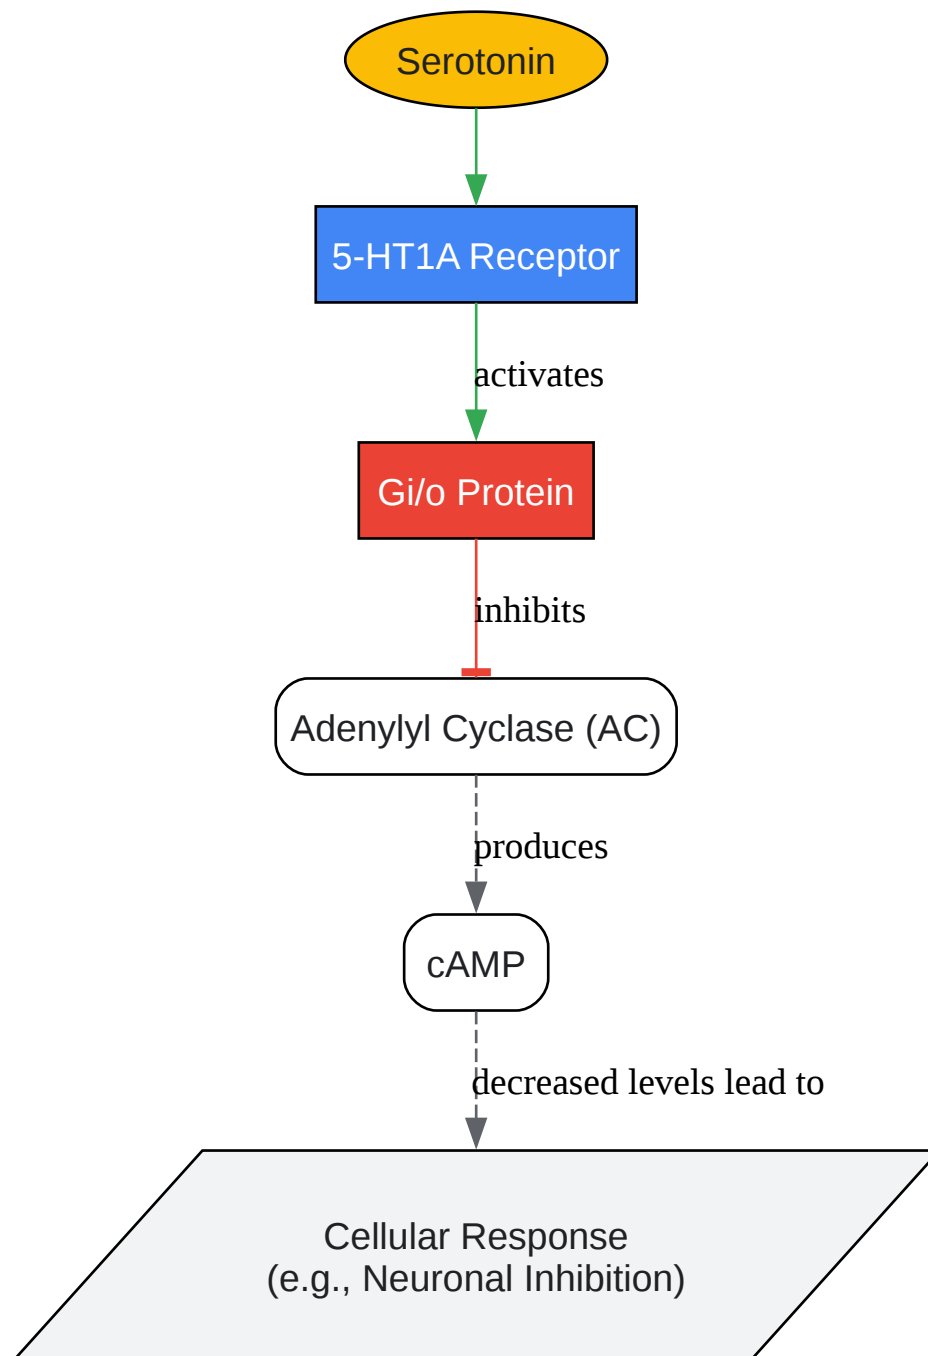 Serotonin
5-HT1A Receptor
activates
Gi/o Protein
inhibits
Adenylyl Cyclase (AC)
produces
cAMP
decreased levels lead to
Cellular Response
(e.g., Neuronal Inhibition)